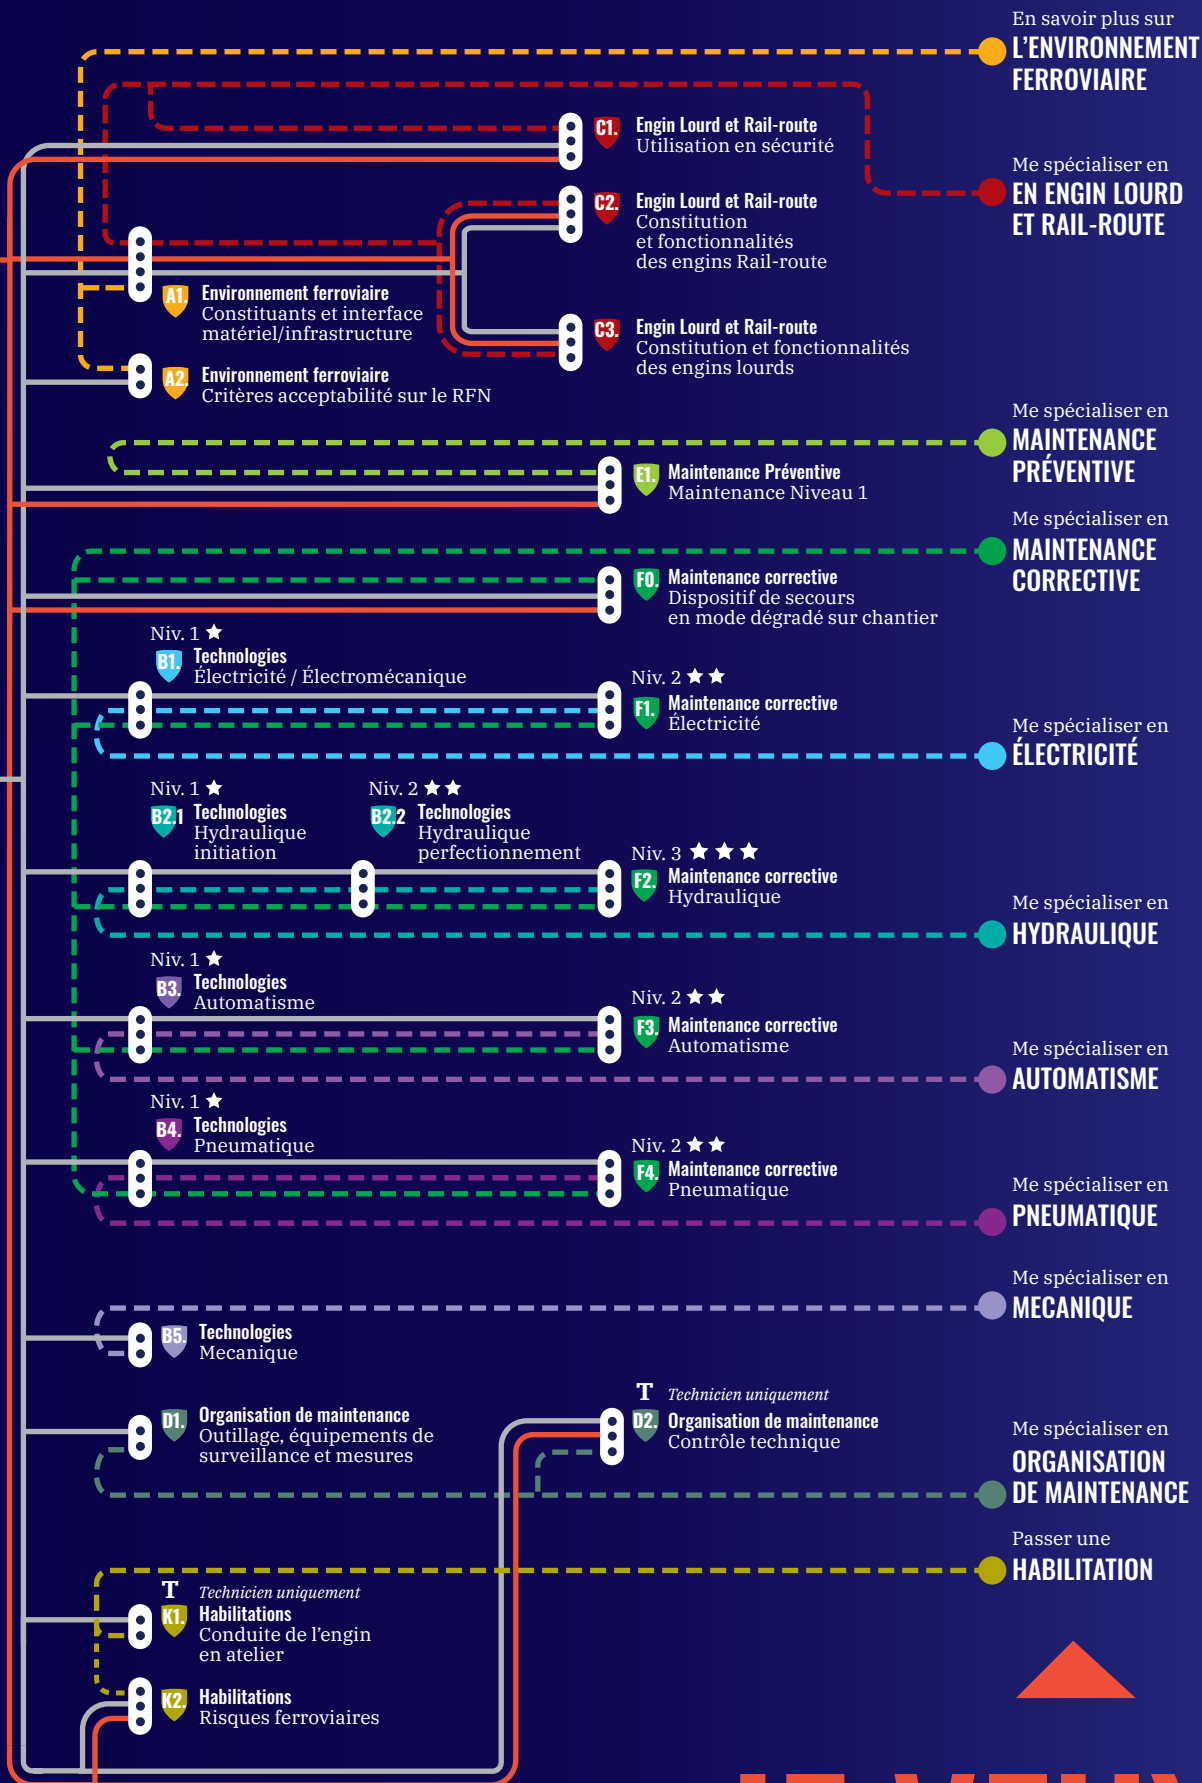 En savoir plus sur
L'ENVIRONNEMENT
FERROVIAIRE
C1.
Engin Lourd et Rail-route
Utilisation en sécurité
Me spécialiser en
EN ENGIN LOURD
ET RAIL-ROUTE
C2.
Engin Lourd et Rail-route
Constitution
et fonctionnalités
des engins Rail-route
A1.
Environnement ferroviaire
Constituants et interface
matériel/infrastructure
C3.
Engin Lourd et Rail-route
Constitution et fonctionnalités
des engins lourds
A2.
Environnement ferroviaire
Critères acceptabilité sur le RFN
Me spécialiser en
MAINTENANCE
PRÉVENTIVE
E1.
Maintenance Préventive
Maintenance Niveau 1
Me spécialiser en
MAINTENANCE
CORRECTIVE
F0.
Maintenance corrective
Dispositif de secours
en mode dégradé sur chantier
Niv. 1 ★
B1.
Technologies
Électricité / Électromécanique
Niv. 2 ★★
F1.
Maintenance corrective
Électricité
Me spécialiser en
ÉLECTRICITÉ
Niv. 1 ★
B2.1
Technologies
Hydraulique
initiation
Niv. 2 ★★
B2.2
Technologies
Hydraulique
perfectionnement
Niv. 3 ★★★
F2.
Maintenance corrective
Hydraulique
Me spécialiser en
HYDRAULIQUE
Niv. 1 ★
B3.
Technologies
Automatisme
Niv. 2 ★★
F3.
Maintenance corrective
Automatisme
Me spécialiser en
AUTOMATISME
Niv. 1 ★
B4.
Technologies
Pneumatique
Niv. 2 ★★
F4.
Maintenance corrective
Pneumatique
Me spécialiser en
PNEUMATIQUE
Me spécialiser en
MECANIQUE
B5.
Technologies
Mecanique
D1.
Organisation de maintenance
Outillage, équipements de
surveillance et mesures
T Technicien uniquement
D2.
Organisation de maintenance
Contrôle technique
Me spécialiser en
ORGANISATION
DE MAINTENANCE
Passer une
HABILITATION
T Technicien uniquement
K1.
Habilitations
Conduite de l'engin
en atelier
K2.
Habilitations
Risques ferroviaires